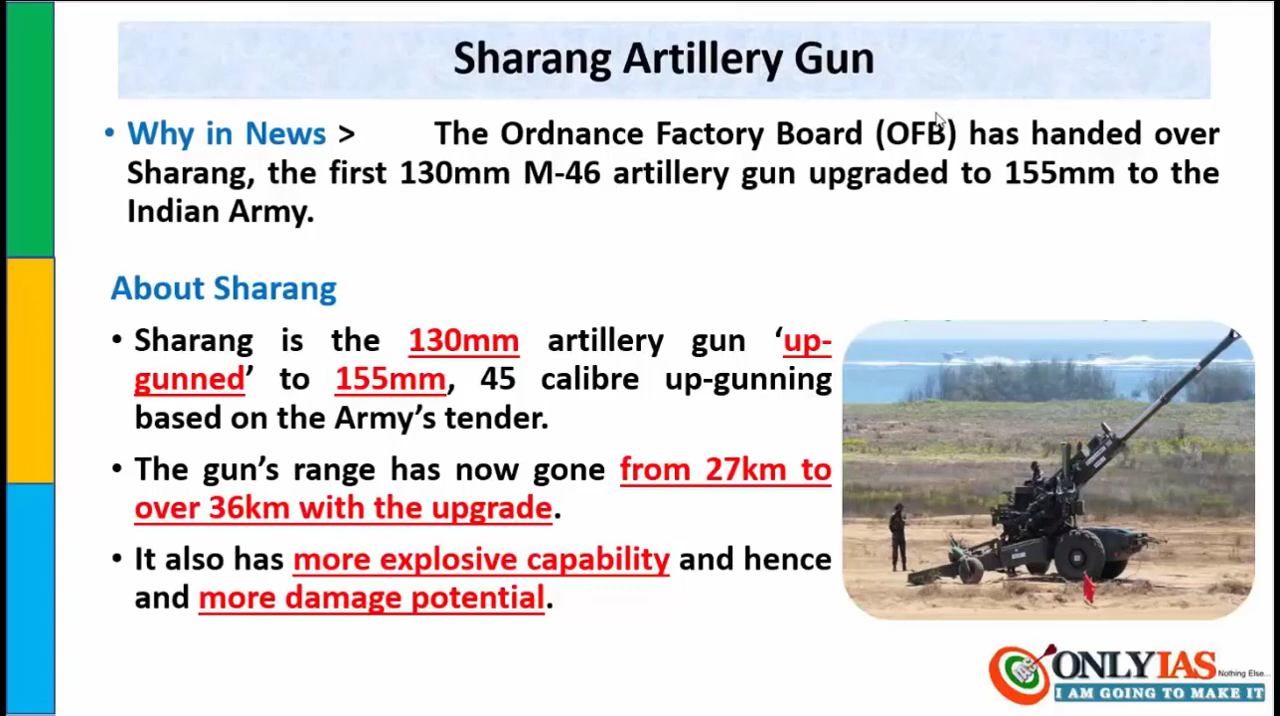 Sharang Artillery Gun
• Why in News > The Ordnance Factory Board (OFB) has handed over
Sharang, the first 130mm M-46 artillery gun upgraded to 155mm to the
Indian Army.
About Sharang
• Sharang is the 130mm artillery gun ‘up-
gunned’ to 155mm, 45 calibre up-gunning
based on the Army’s tender.
• The gun’s range has now gone from 27km to
over 36km with the upgrade.
• It also has more explosive capability and hence
and more damage potential.
ONLYIAS Nothing Else...
I AM GOING TO MAKE IT